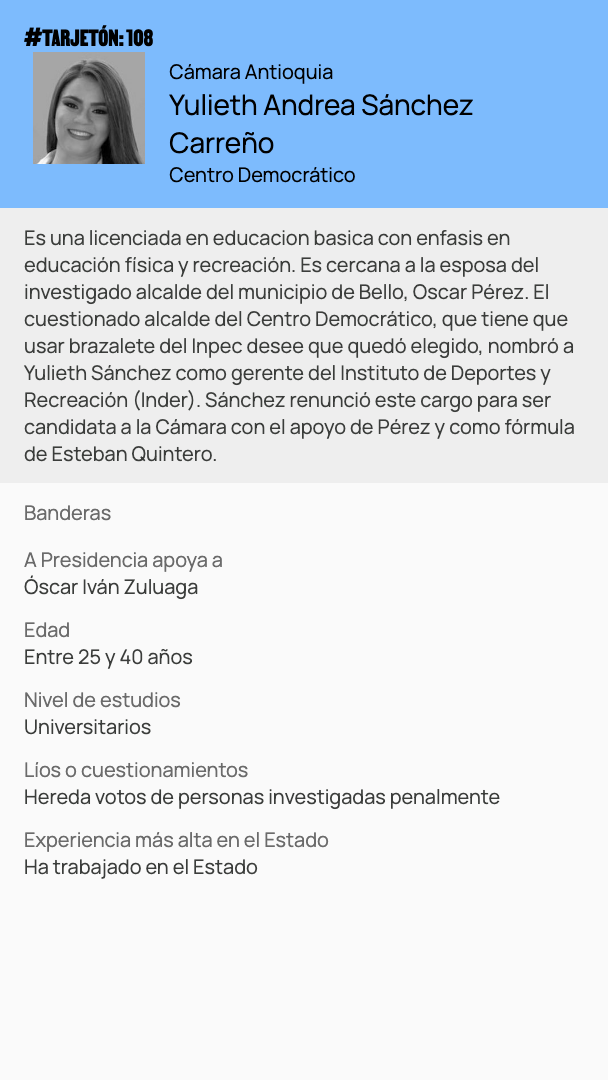 #TARJETÓN: 108
Cámara Antioquia
Yulieth Andrea Sánchez
Carreño
Centro Democrático
Es una licenciada en educacion basica con enfasis en
educación física y recreación. Es cercana a la esposa del
investigado alcalde del municipio de Bello, Oscar Pérez. El
cuestionado alcalde del Centro Democrático, que tiene que
usar brazalete del Inpec desee que quedó elegido, nombró a
Yulieth Sánchez como gerente del Instituto de Deportes y
Recreación (Inder). Sánchez renunció este cargo para ser
candidata a la Cámara con el apoyo de Pérez y como fórmula
de Esteban Quintero.
Banderas
A Presidencia apoya a
Óscar Iván Zuluaga
Edad
Entre 25 y 40 años
Nivel de estudios
Universitarios
Líos o cuestionamientos
Hereda votos de personas investigadas penalmente
Experiencia más alta en el Estado
Ha trabajado en el Estado